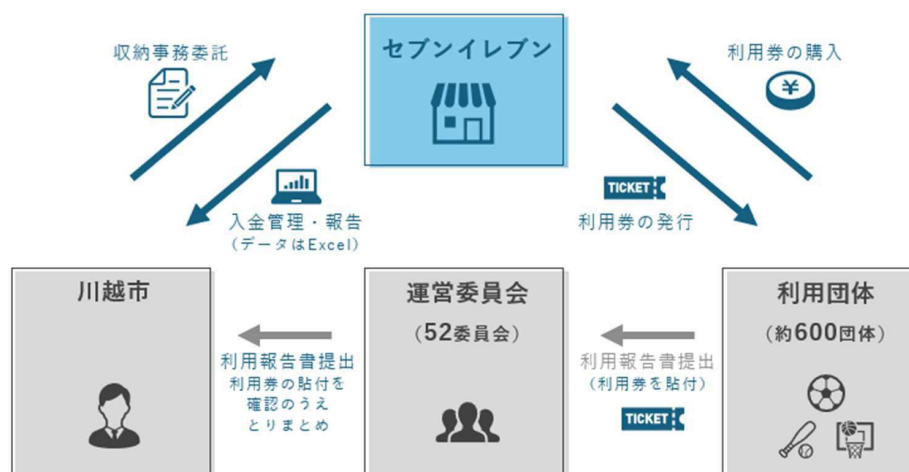 収納事務委託
セブンイレブン
利用券の購入
¥
TICKET
入金管理・報告
(データはExcel)
利用券の発行
川越市
運営委員会
(52委員会)
利用団体
(約600団体)
利用報告書提出
利用券の貼付を
確認のうえ
とりまとめ
利用報告書提出
(利用券を貼付)
TICKET